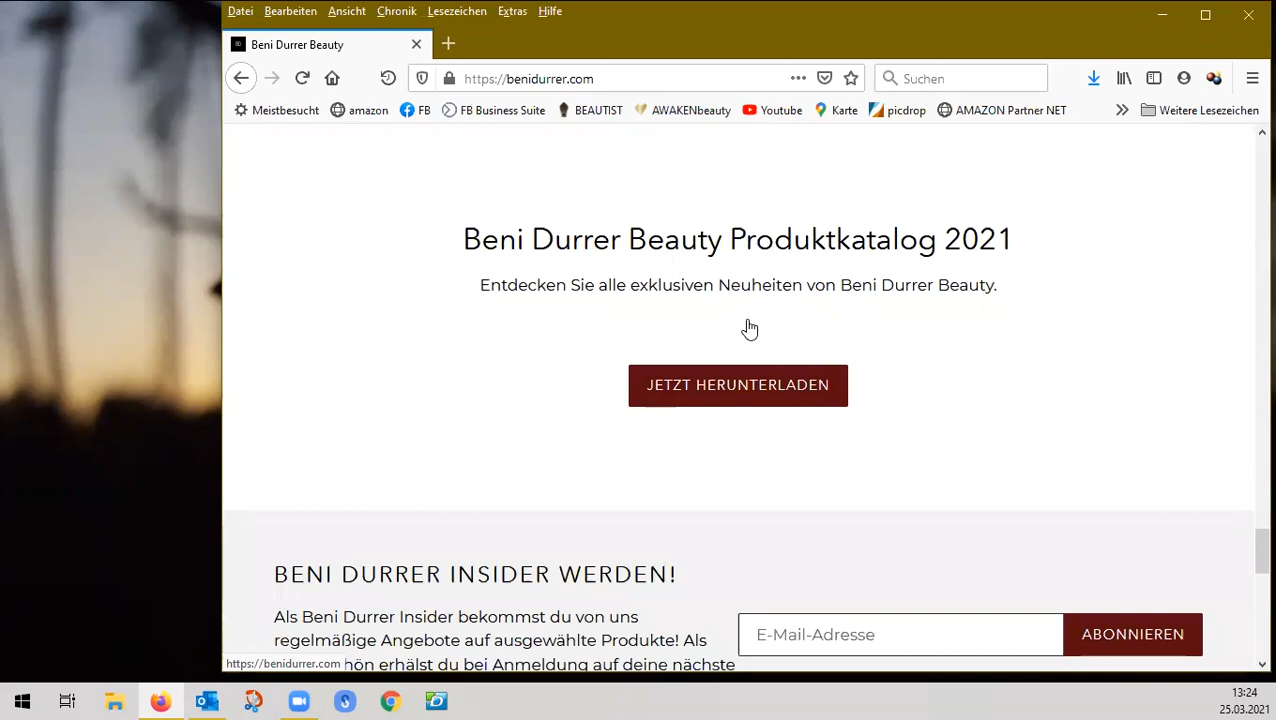 Datei Bearbeiten Ansicht Chronik Lesezeichen Extras Hilfe
Beni Durrer Beauty
https://benidurrer.com
Suchen
Meistbesucht amazon FB FB Business Suite BEAUTIST AWAKENbeauty Youtube Karte picdrop AMAZON Partner NET Weitere Lesezeichen
Beni Durrer Beauty Produktkatalog 2021
Entdecken Sie alle exklusiven Neuheiten von Beni Durrer Beauty.
JETZT HERUNTERLADEN
BENI DURRER INSIDER WERDEN!
Als Beni Durrer Insider bekommst du von uns
regelmäßige Angebote auf ausgewählte Produkte! Als
hön erhälst du bei Anmeldung auf deine nächste
E-Mail-Adresse
ABONNIEREN
https://benidurrer.com
13:24
25.03.2021